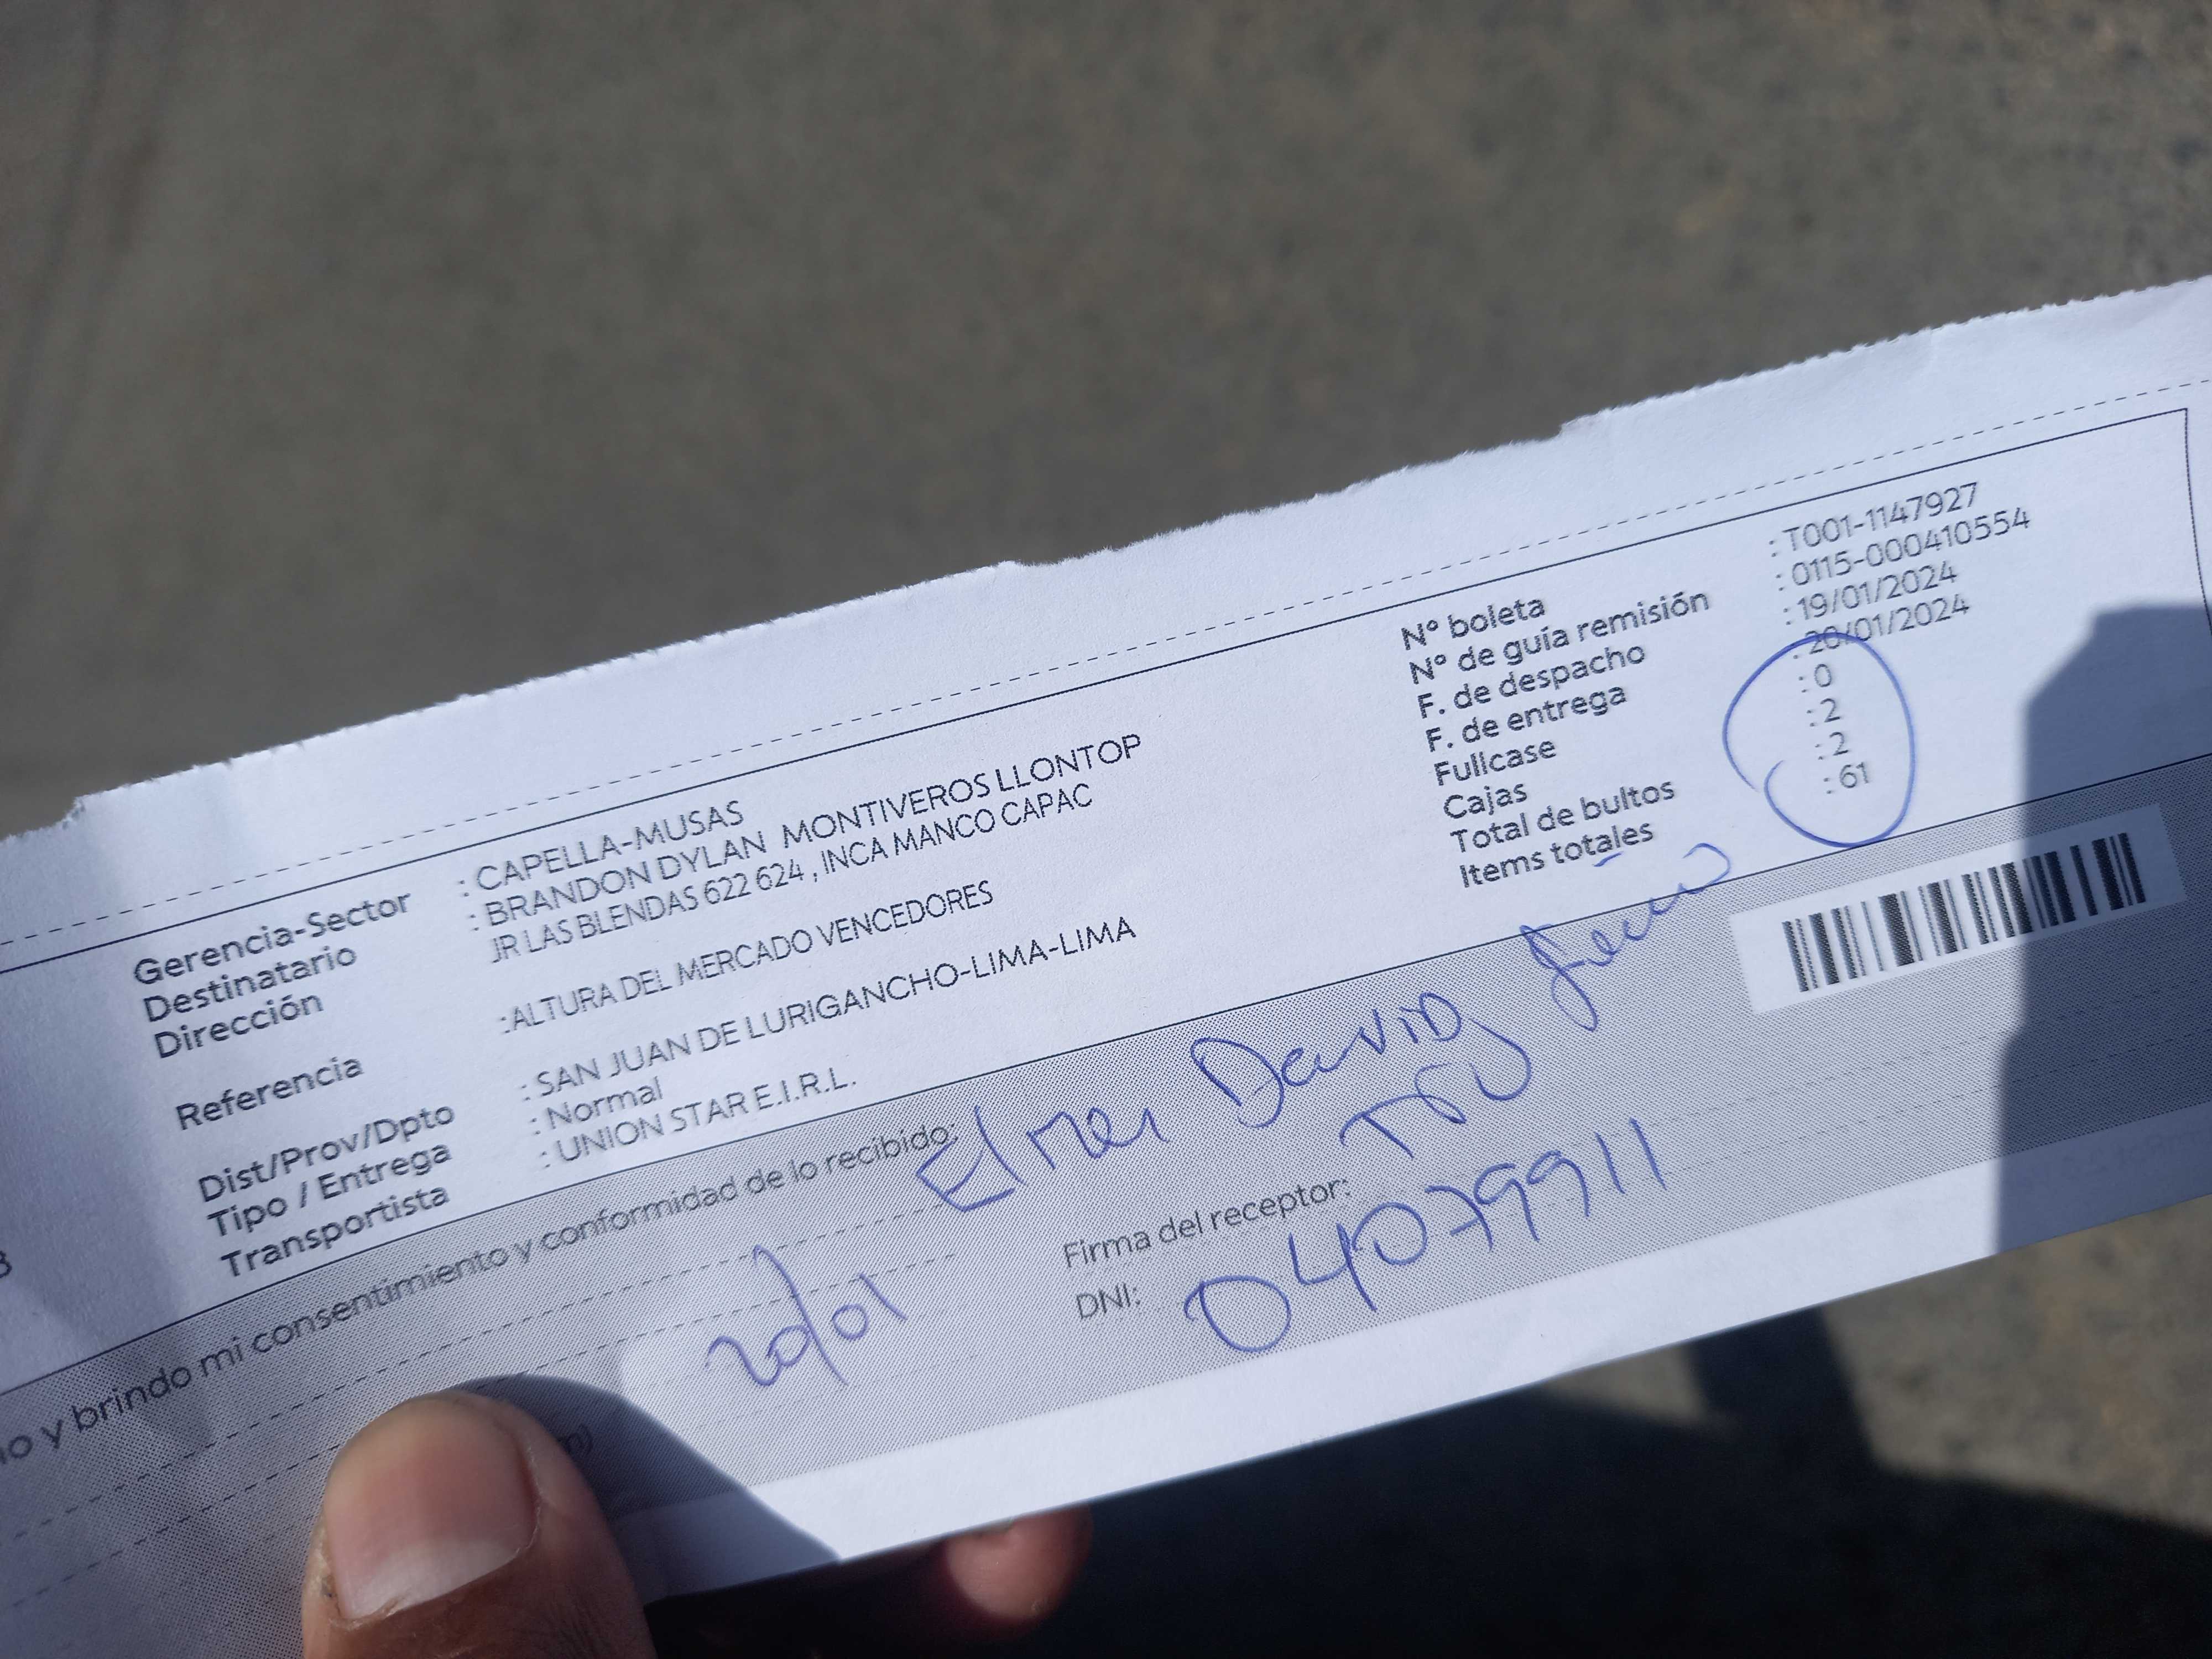 Gerencia-Sector : CAPELLA-MUSAS
Destinatario : BRANDON DYLAN MONTIVEROS LLONTOP
Dirección JR LAS BLENDAS 622 624 , INCA MANCO CAPAC
Referencia :ALTURA DEL MERCADO VENCEDORES
Dist/Prov/Dpto : SAN JUAN DE LURIGANCHO-LIMA-LIMA
Tipo / Entrega : Normal
Transportista : UNION STAR E.I.R.L.
N° boleta : T001-1147927
N° de guía remisión : 0115-000410554
F. de despacho : 19/01/2024
F. de entrega : 20/01/2024
Fullcase : 0
Cajas : 2
Total de bultos : 2
Items totales : 61
y brindo mi consentimiento y conformidad de lo recibido:
Elmer David
20/01
Firma del receptor:
DNI: 04079911